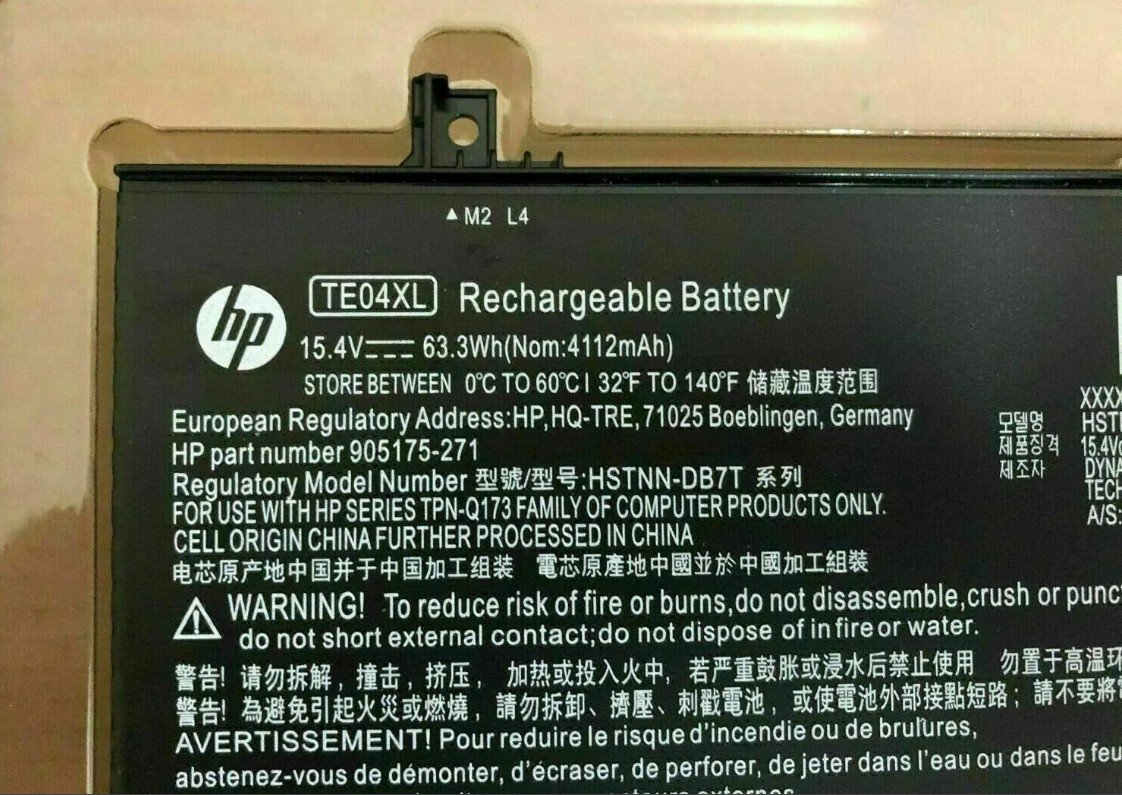 ▲M2 L4
hp TE04XL Rechargeable Battery
15.4V⎓ 63.3Wh(Nom:4112mAh)
STORE BETWEEN 0℃ TO 60℃ I 32℉ TO 140℉ 储藏温度范围
European Regulatory Address:HP,HQ-TRE, 71025 Boeblingen, Germany
HP part number 905175-271
Regulatory Model Number 型號/型号:HSTNN-DB7T 系列
FOR USE WITH HP SERIES TPN-Q173 FAMILY OF COMPUTER PRODUCTS ONLY.
CELL ORIGIN CHINA FURTHER PROCESSED IN CHINA
电芯原产地中国并于中国加工组装 電芯原產地中國並於中國加工組裝
WARNING! To reduce risk of fire or burns,do not disassemble,crush or punc
do not short external contact;do not dispose of in fire or water.
警告! 请勿拆解，撞击，挤压， 加热或投入火中, 若严重鼓胀或浸水后禁止使用 勿置于高温环
警告! 為避免引起火災或燃燒，請勿拆卸、擠壓、刺戳電池，或使電池外部接點短路；請不要將電
AVERTISSEMENT! Pour reduire le risque d'incendie ou de brulures,
abstenez-vous de démonter, d'écraser, de perforer, de jeter dans l'eau ou dans le feu
XXXX
모델명 HST
제품징격 15.4V
제조자 DYNA
TECH
A/S: